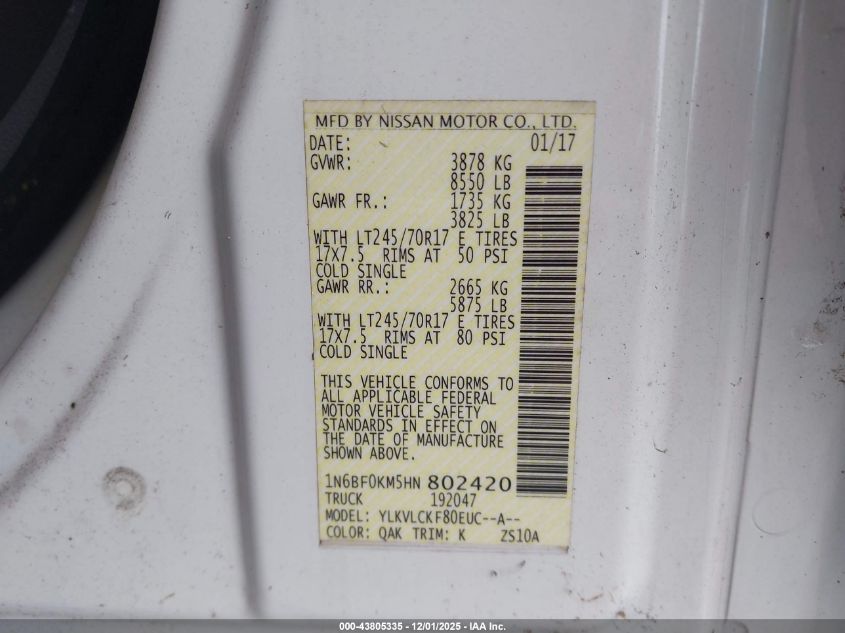 MFD BY NISSAN MOTOR CO., LTD.
DATE: 01/17
GVWR: 3878 KG
8550 LB
GAWR FR.: 1735 KG
3825 LB
WITH LT245/70R17 E TIRES
17X7.5 RIMS AT 50 PSI
COLD SINGLE
GAWR RR.: 2665 KG
5875 LB
WITH LT245/70R17 E TIRES
17X7.5 RIMS AT 80 PSI
COLD SINGLE
THIS VEHICLE CONFORMS TO
ALL APPLICABLE FEDERAL
MOTOR VEHICLE SAFETY
STANDARDS IN EFFECT ON
THE DATE OF MANUFACTURE
SHOWN ABOVE.
1N6BF0KM5HN 802420
TRUCK 192047
MODEL: YLKVLCKF80EUC--A--
COLOR: QAK TRIM: K ZS10A
000-43805335 - 12/01/2025 - IAA Inc.